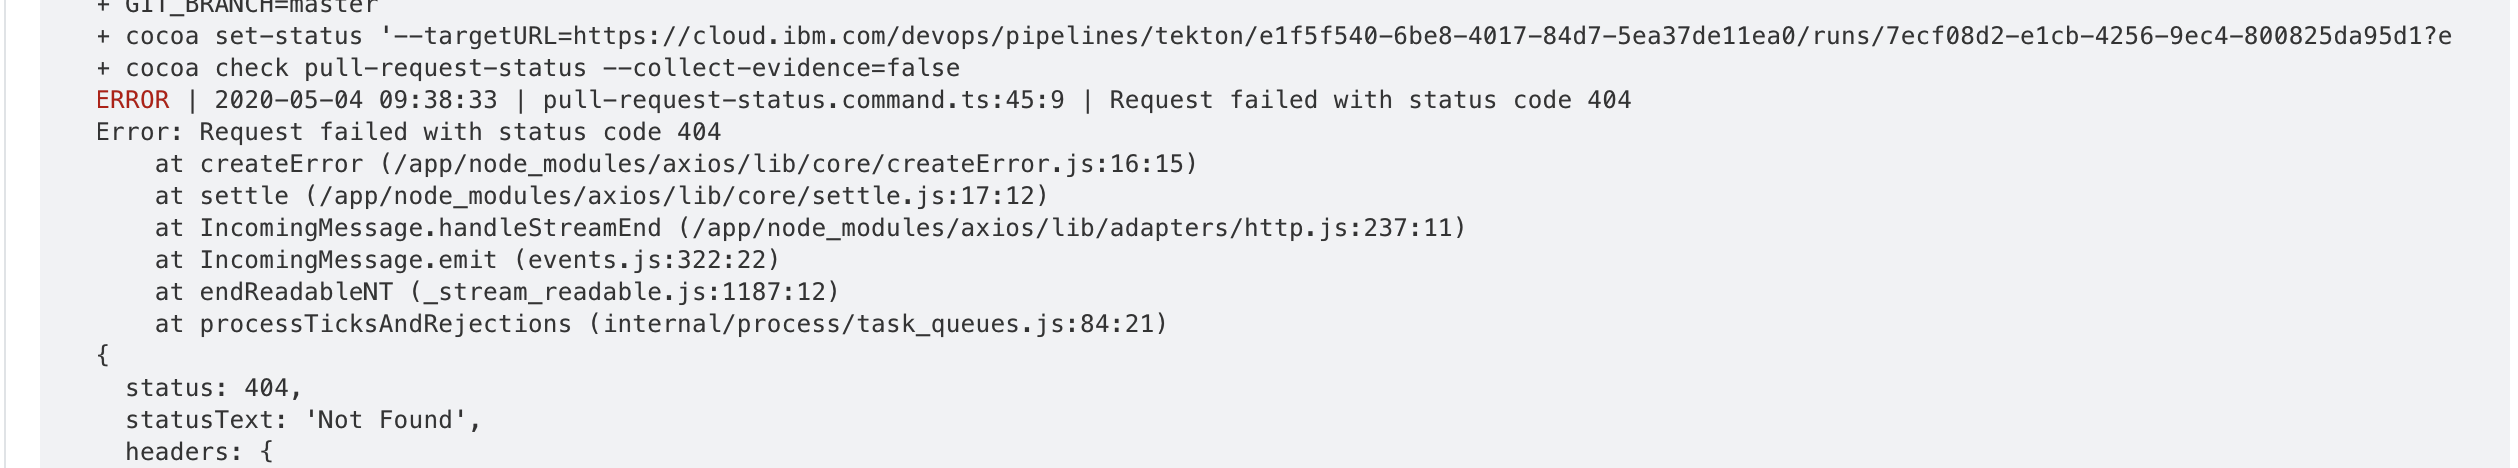 + GIT_BRANCH=master
+ cocoa set-status '--targetURL=https://cloud.ibm.com/devops/pipelines/tekton/e1f5f540-6be8-4017-84d7-5ea37de11ea0/runs/7ecf08d2-e1cb-4256-9ec4-800825da95d1?e
+ cocoa check pull-request-status --collect-evidence=false
ERROR | 2020-05-04 09:38:33 | pull-request-status.command.ts:45:9 | Request failed with status code 404
Error: Request failed with status code 404
    at createError (/app/node_modules/axios/lib/core/createError.js:16:15)
    at settle (/app/node_modules/axios/lib/core/settle.js:17:12)
    at IncomingMessage.handleStreamEnd (/app/node_modules/axios/lib/adapters/http.js:237:11)
    at IncomingMessage.emit (events.js:322:22)
    at endReadableNT (_stream_readable.js:1187:12)
    at processTicksAndRejections (internal/process/task_queues.js:84:21)
{
  status: 404,
  statusText: 'Not Found',
  headers: {